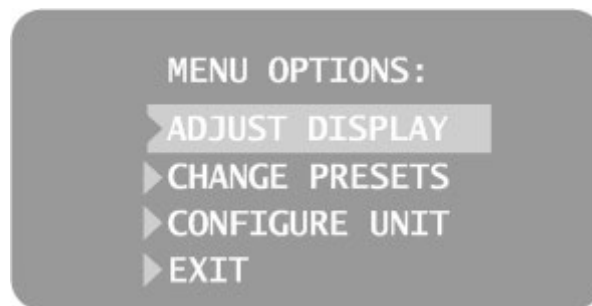 MENU OPTIONS:
ADJUST DISPLAY
CHANGE PRESETS
CONFIGURE UNIT
EXIT